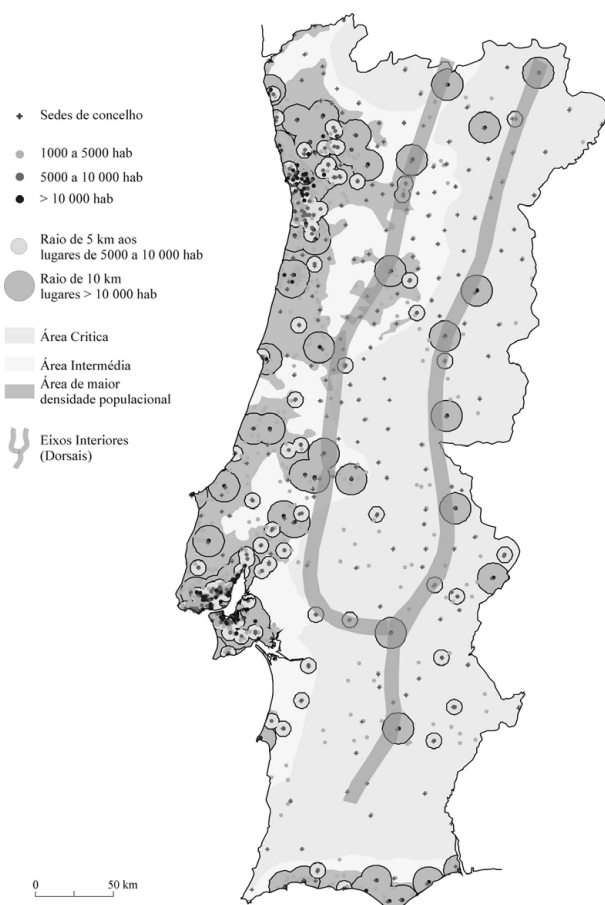 Sedes de concelho
1000 a 5000 hab
5000 a 10 000 hab
> 10 000 hab
Raio de 5 km aos
lugares de 5000 a 10 000 hab
Raio de 10 km
lugares > 10 000 hab
Área Critica
Área Intermédia
Área de maior
densidade populacional
Eixos Interiores
(Dorsais)
0 50 km